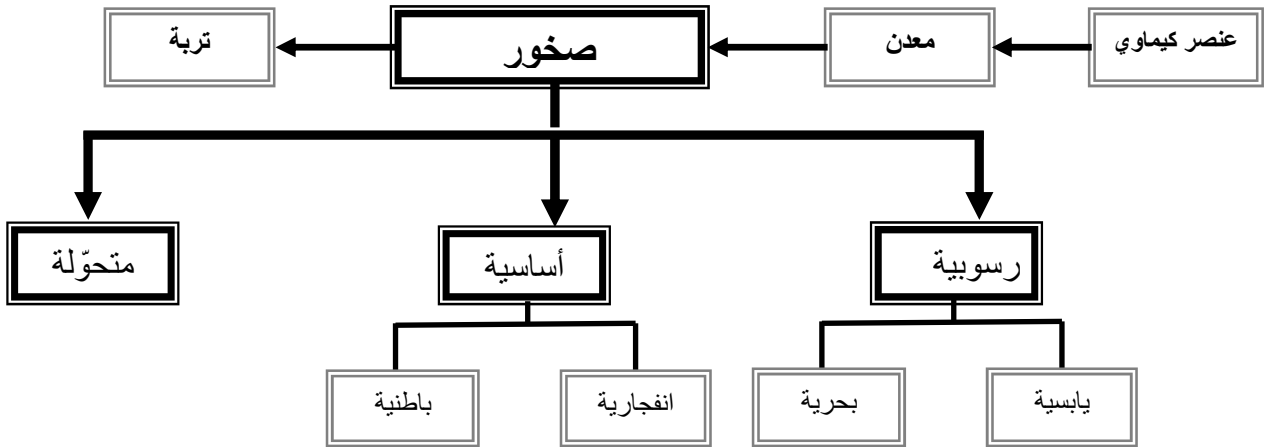 عنصر كيماوي
معدن
صخور
تربة
رسوبية
أساسية
متحوّلة
يابسية
بحرية
انفجارية
باطنية